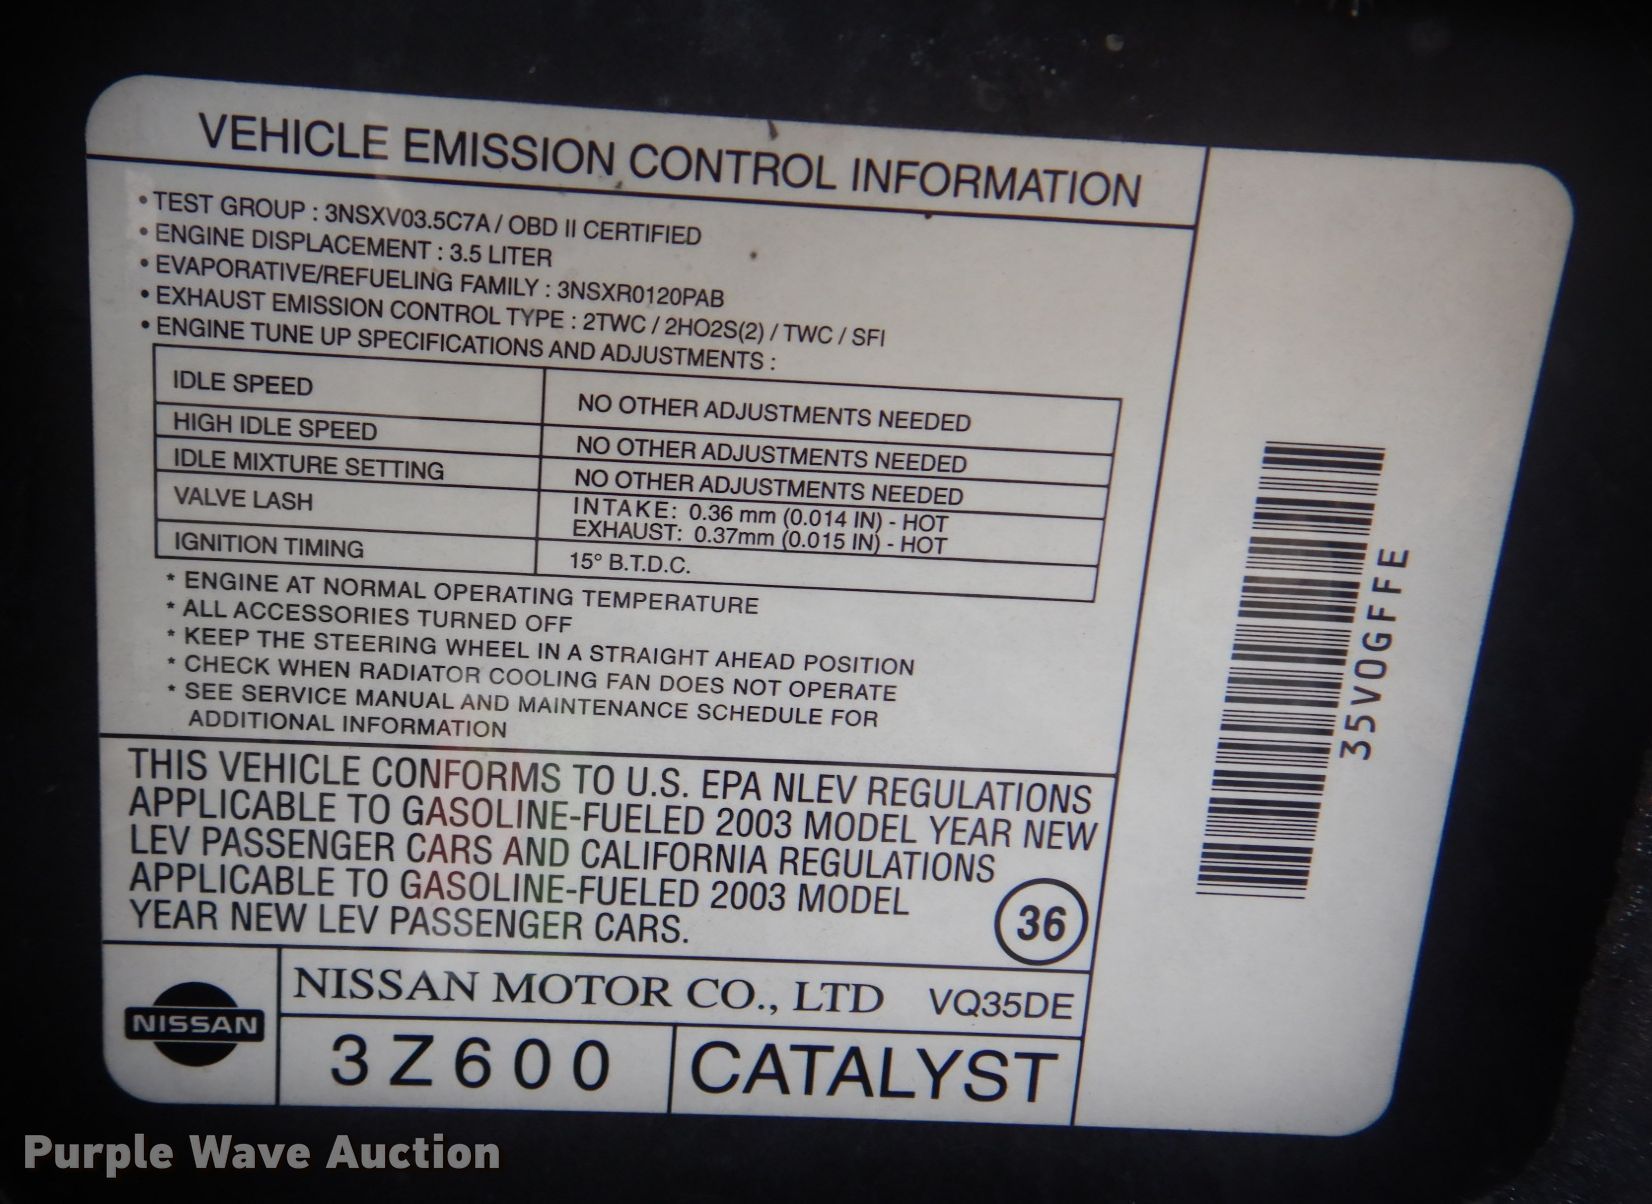 VEHICLE EMISSION CONTROL INFORMATION
• TEST GROUP : 3NSXV03.5C7A / OBD II CERTIFIED
• ENGINE DISPLACEMENT : 3.5 LITER
• EVAPORATIVE/REFUELING FAMILY : 3NSXR0120PAB
• EXHAUST EMISSION CONTROL TYPE : 2TWC / 2HO2S(2) / TWC / SFI
• ENGINE TUNE UP SPECIFICATIONS AND ADJUSTMENTS :
IDLE SPEED NO OTHER ADJUSTMENTS NEEDED
HIGH IDLE SPEED NO OTHER ADJUSTMENTS NEEDED
IDLE MIXTURE SETTING NO OTHER ADJUSTMENTS NEEDED
VALVE LASH INTAKE: 0.36 mm (0.014 IN) - HOT
EXHAUST: 0.37mm (0.015 IN) - HOT
IGNITION TIMING 15° B.T.D.C.
* ENGINE AT NORMAL OPERATING TEMPERATURE
* ALL ACCESSORIES TURNED OFF
* KEEP THE STEERING WHEEL IN A STRAIGHT AHEAD POSITION
* CHECK WHEN RADIATOR COOLING FAN DOES NOT OPERATE
* SEE SERVICE MANUAL AND MAINTENANCE SCHEDULE FOR
ADDITIONAL INFORMATION
THIS VEHICLE CONFORMS TO U.S. EPA NLEV REGULATIONS
APPLICABLE TO GASOLINE-FUELED 2003 MODEL YEAR NEW
LEV PASSENGER CARS AND CALIFORNIA REGULATIONS
APPLICABLE TO GASOLINE-FUELED 2003 MODEL
YEAR NEW LEV PASSENGER CARS.
36
NISSAN
NISSAN MOTOR CO., LTD VQ35DE
3Z600 CATALYST
35V0GFFE
Purple Wave Auction